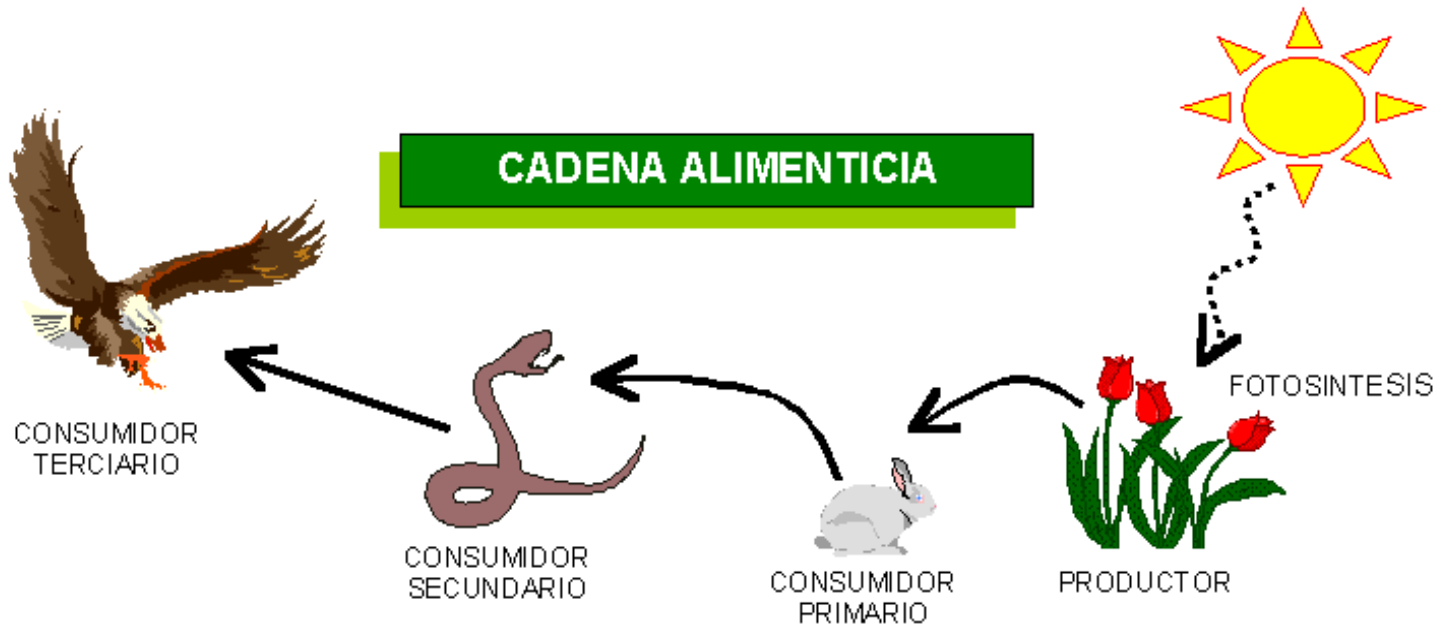 CADENA ALIMENTICIA
FOTOSINTESIS
CONSUMIDOR
TERCIARIO
CONSUMIDOR
SECUNDARIO
CONSUMIDOR
PRIMARIO
PRODUCTOR